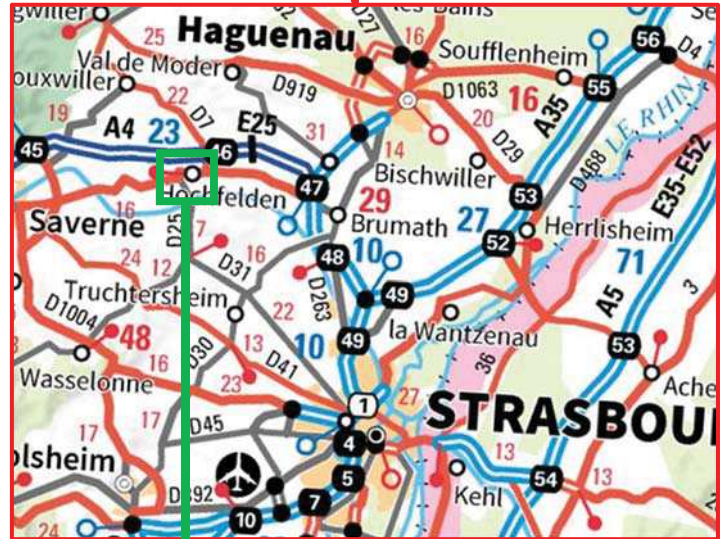 gwiller
52
D27
les-Bains
Se
25
Haguenau
16
56
D4
Val de Moder
Soufflenheim
ouxwiller
22
D919
D1063
16
55
19
D7
A4
23
E25
31
20
A35
LE RHIN
45
46
14
D29
D468
Bischwiller
E35-E52
Hochfelden
47
29
53
16
Saverne
D25
7
Brumath
27
52
Herrlisheim
24
16
48
10
71
12
D31
Truchtersheim
D263
49
A5
3
D1004
22
la Wantzenau
48
13
10
49
53
16
D30
D41
36
Wasselonne
23
27
Ache
1
STRASBOU
17
17
D45
4
13
olsheim
5
Kehl
54
13
D392
7
10
24
2